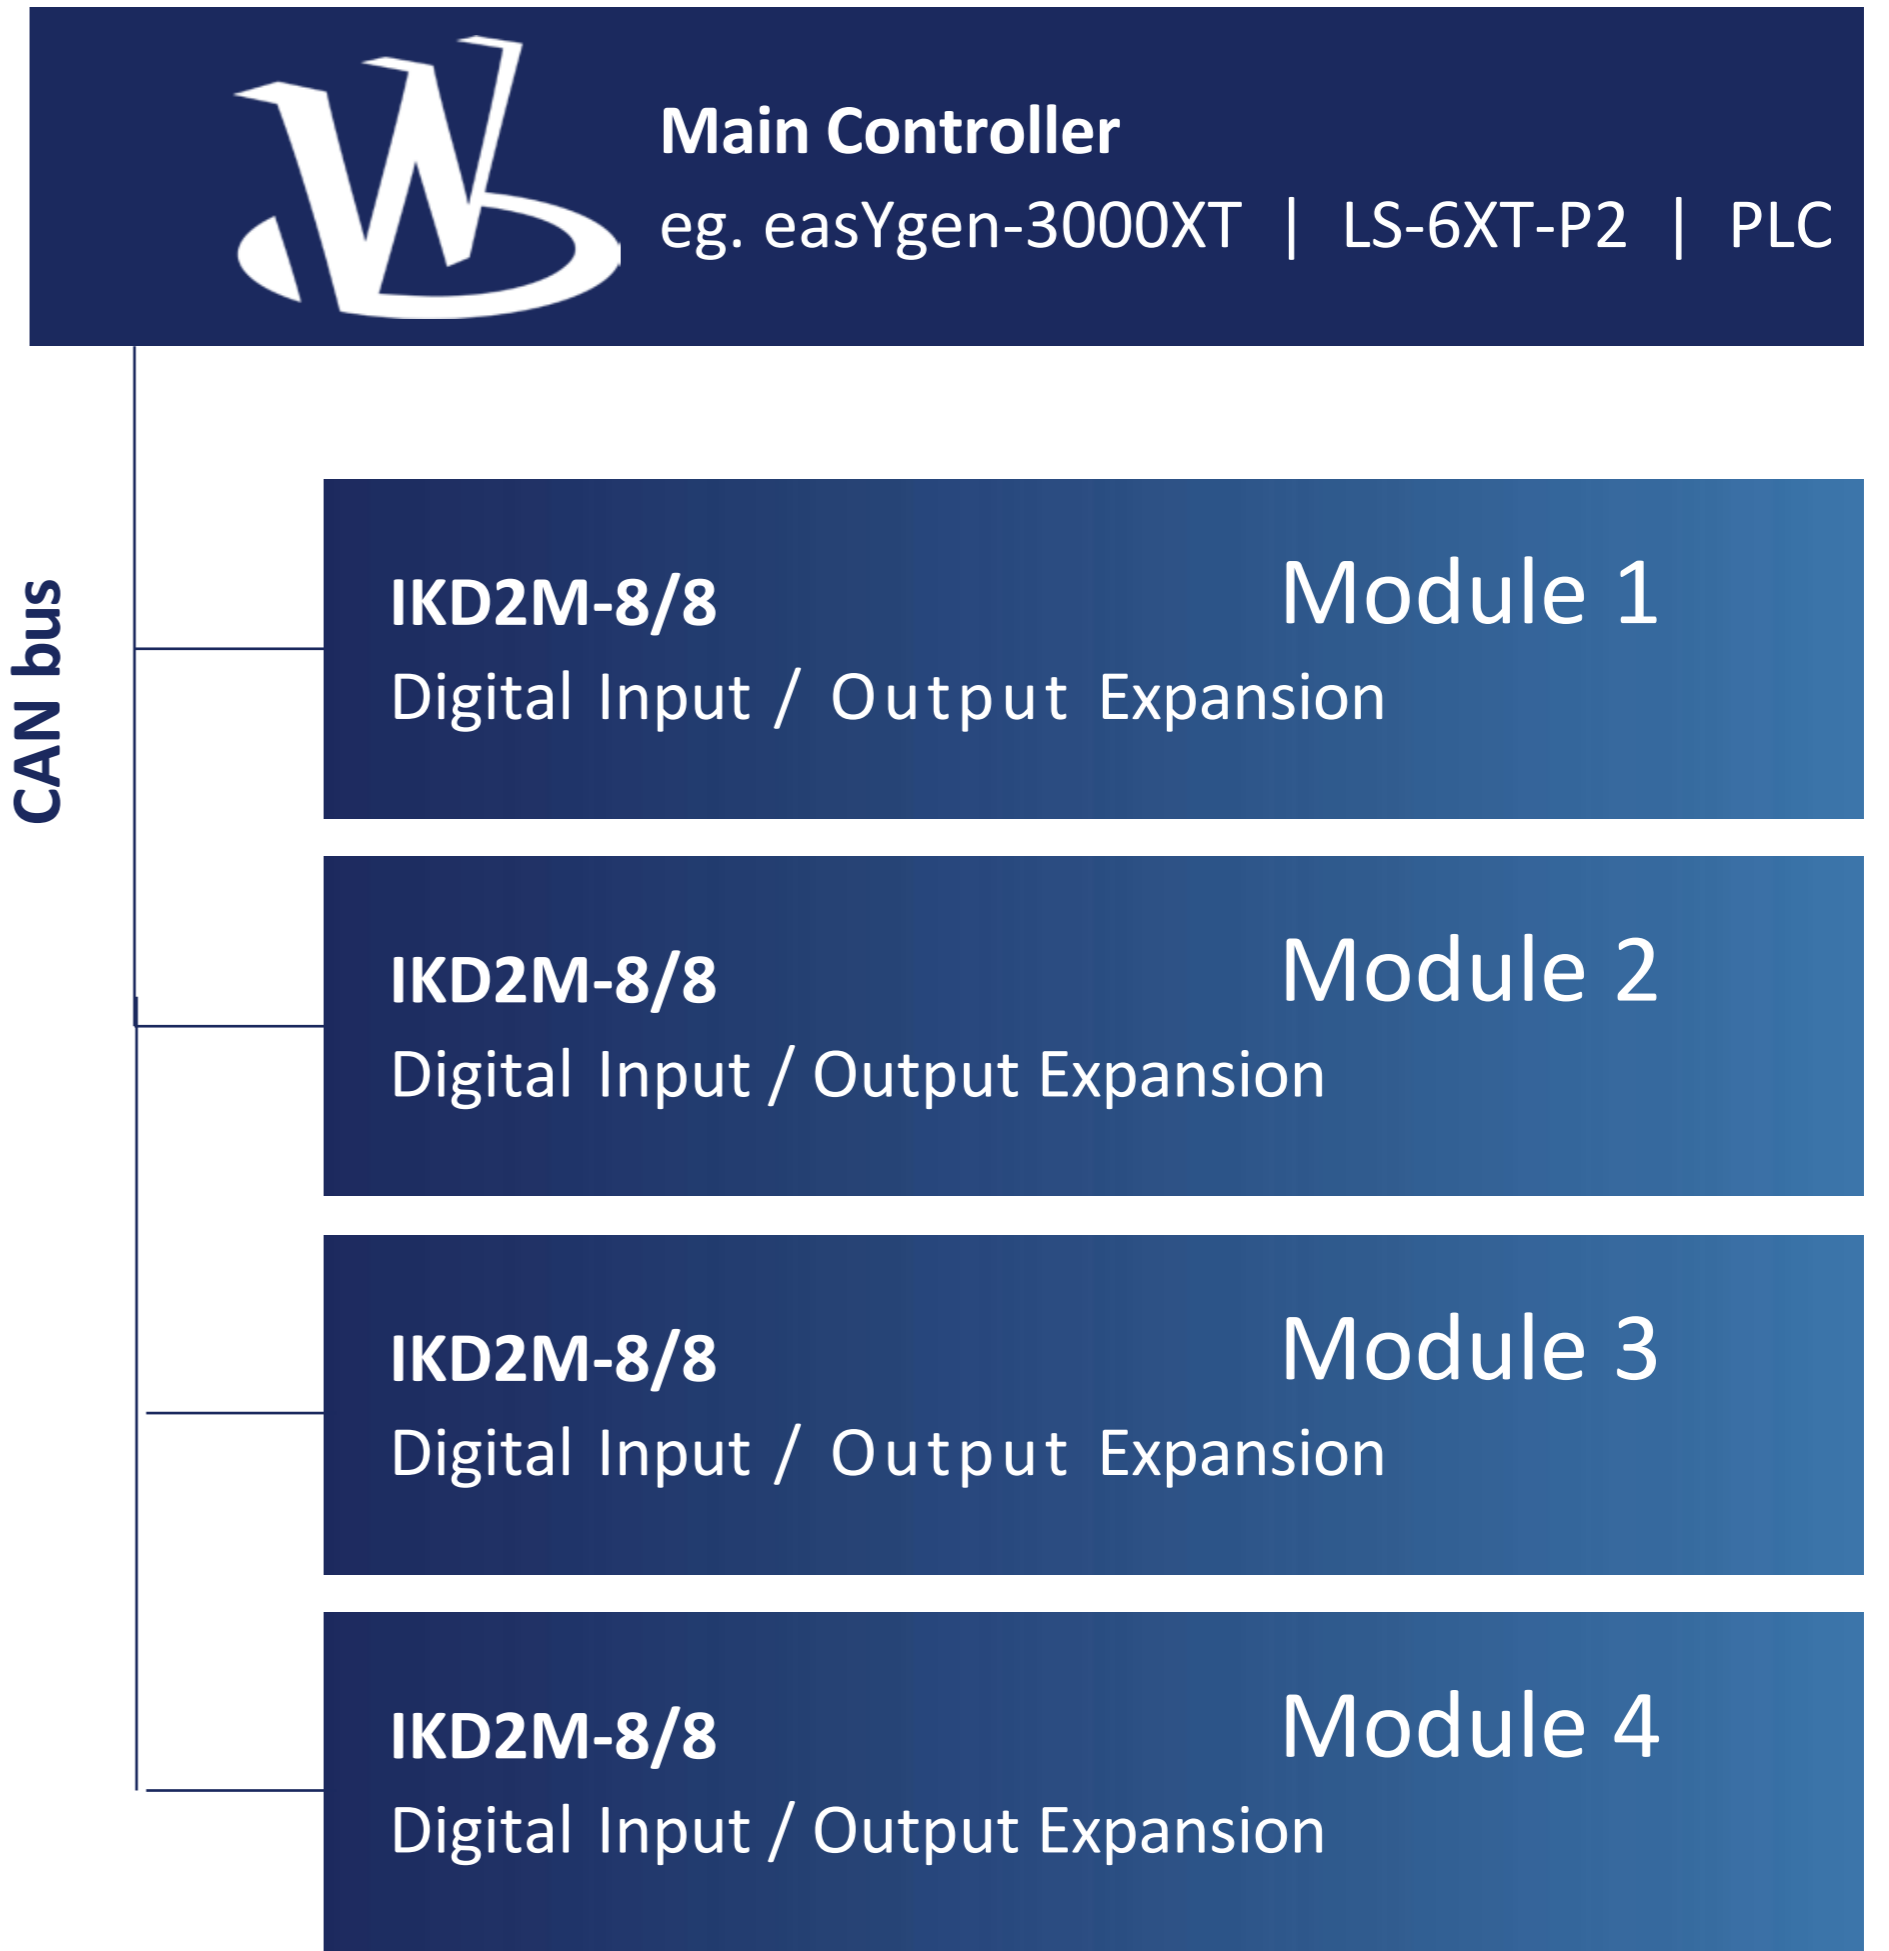 Main Controller
eg. easYgen-3000XT | LS-6XT-P2 | PLC
CAN bus
IKD2M-8/8
Module 1
Digital Input / Output Expansion
IKD2M-8/8
Module 2
Digital Input / Output Expansion
IKD2M-8/8
Module 3
Digital Input / Output Expansion
IKD2M-8/8
Module 4
Digital Input / Output Expansion